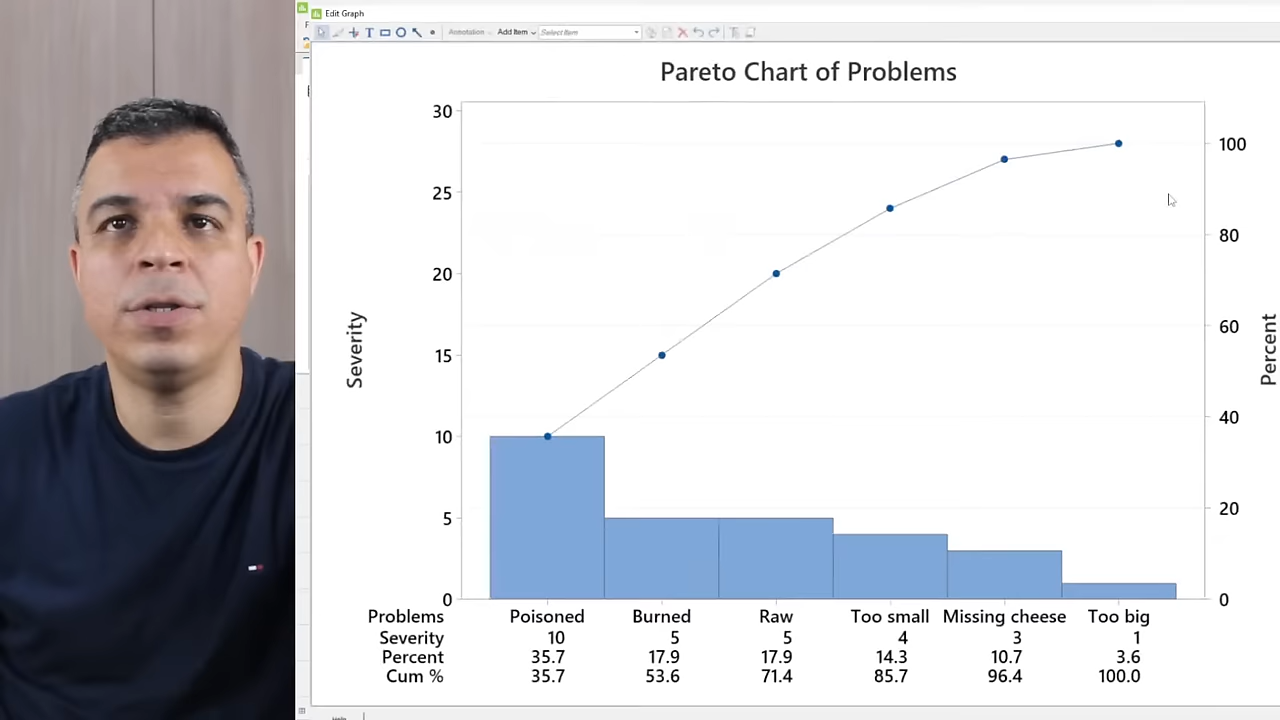 Edit Graph
T Annotation Add Item Select Item
Pareto Chart of Problems
30
25
20
15
10
5
0
Severity
100
80
60
40
20
0
Percent
Problems Poisoned Burned Raw Too small Missing cheese Too big
Severity 10 5 5 4 3 1
Percent 35.7 17.9 17.9 14.3 10.7 3.6
Cum % 35.7 53.6 71.4 85.7 96.4 100.0